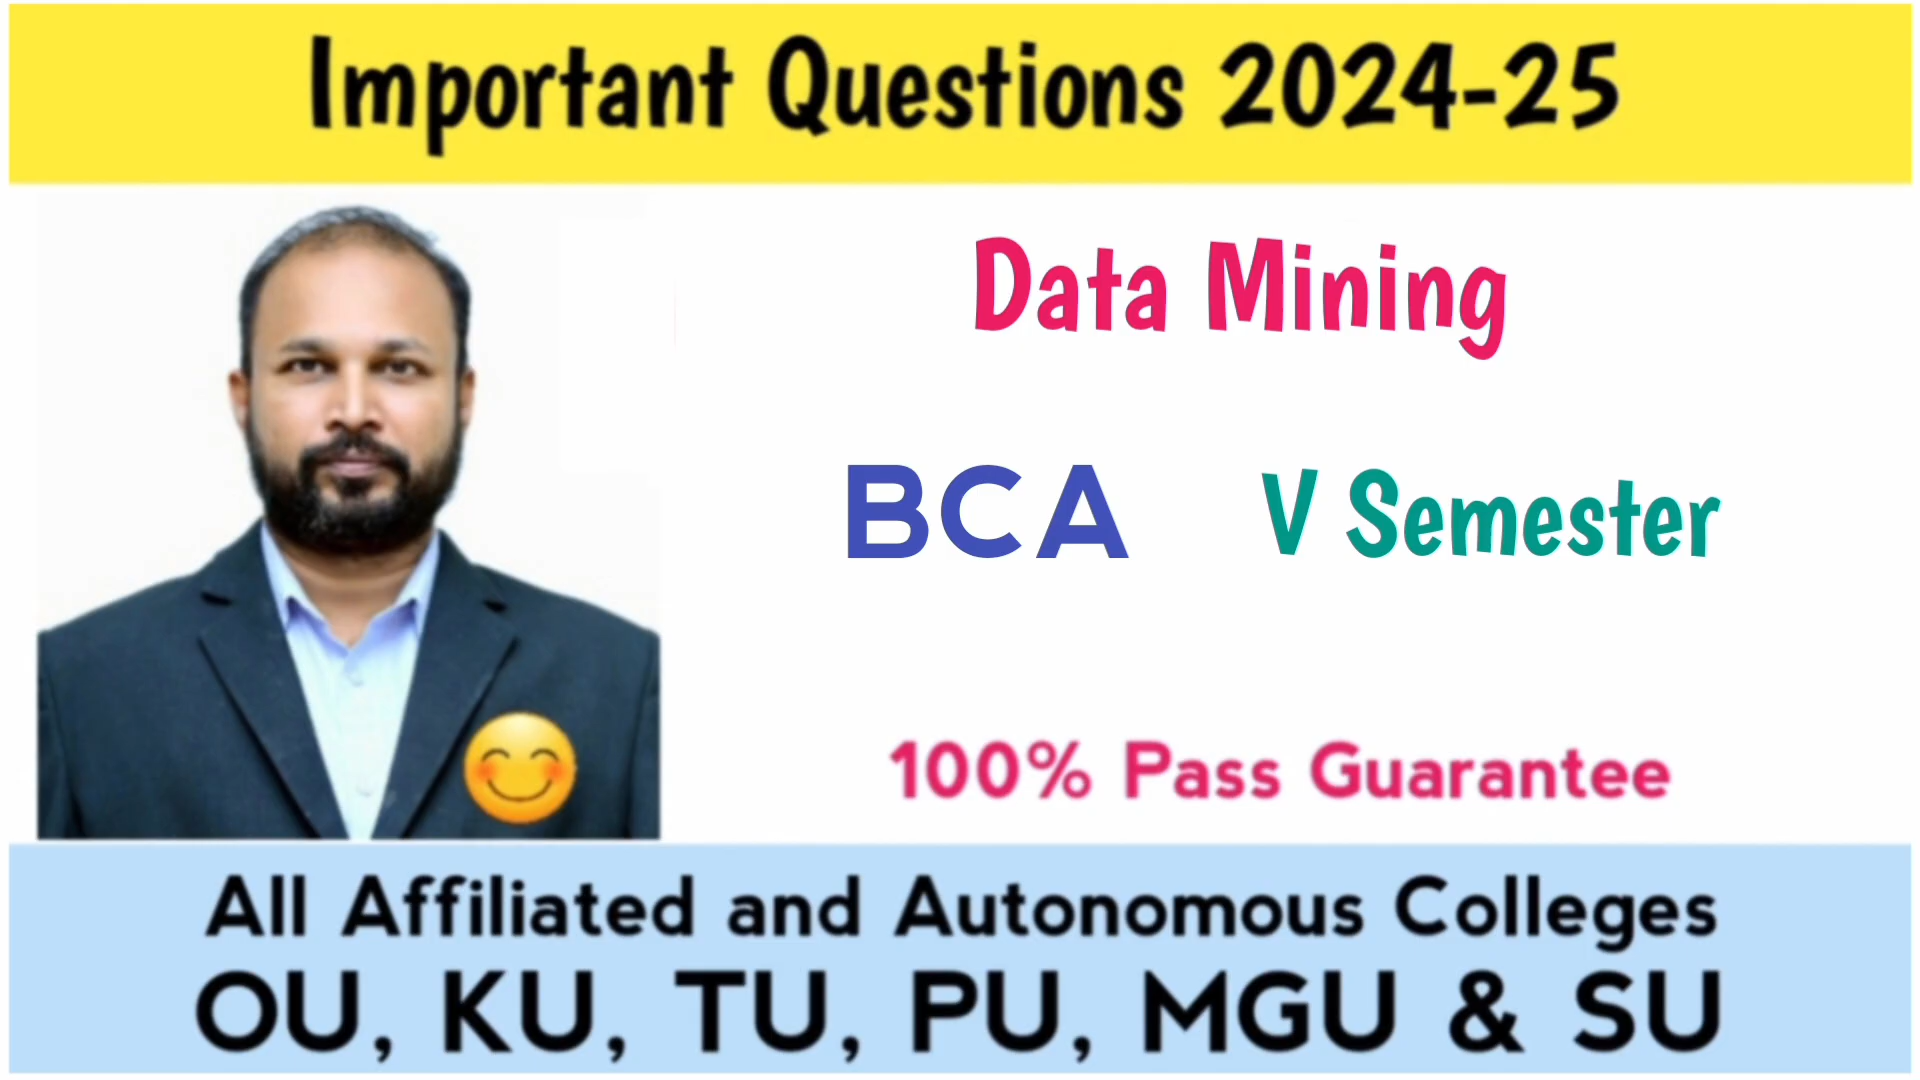 Important Questions 2024-25
Data Mining
BCA V Semester
100% Pass Guarantee
All Affiliated and Autonomous Colleges
OU, KU, TU, PU, MGU & SU